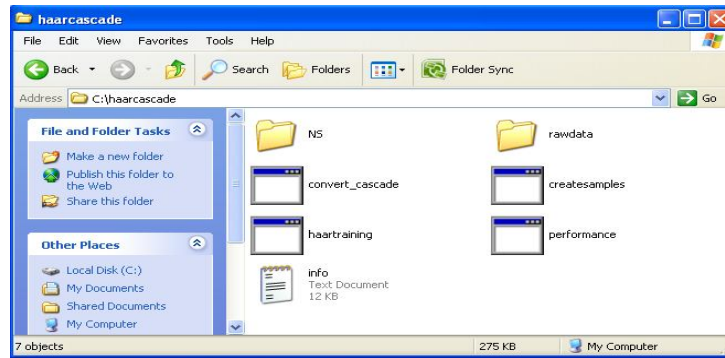 haarcascade
File Edit View Favorites Tools Help
Back Search Folders Folder Sync
Address C:\haarcascade Go
File and Folder Tasks
Make a new folder
Publish this folder to
the Web
Share this folder
Other Places
Local Disk (C:)
My Documents
Shared Documents
My Computer
NS rawdata
convert_cascade createsamples
haartraining performance
info
Text Document
12 KB
7 objects 275 KB My Computer